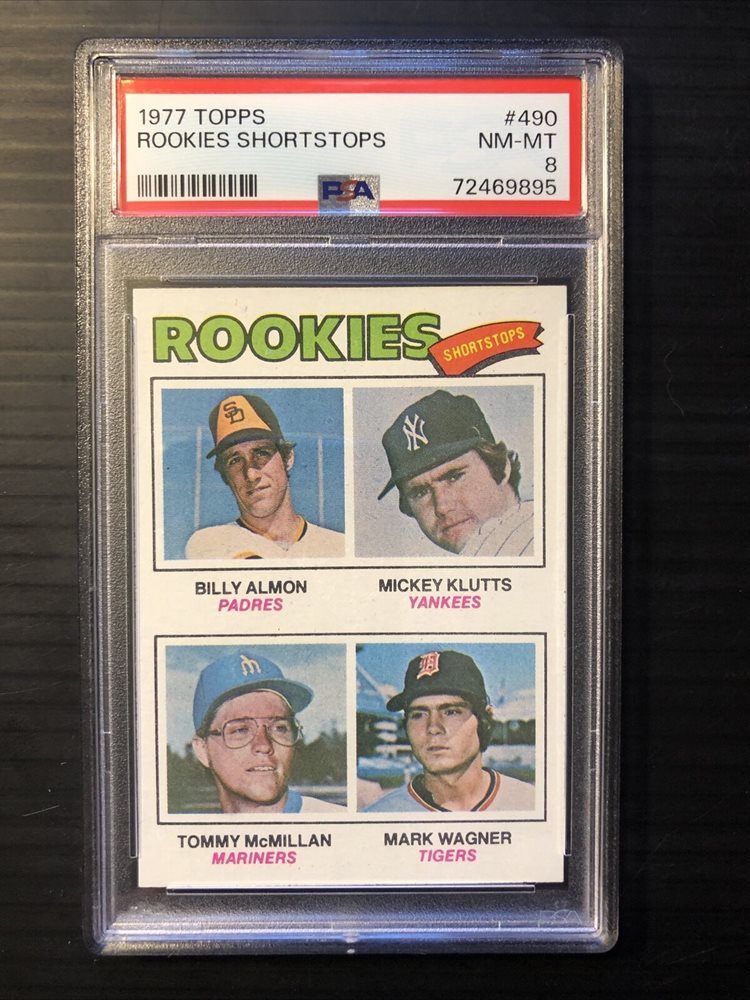 1977 TOPPS #490
ROOKIES SHORTSTOPS NM-MT
8
PSA 72469895
ROOKIES SHORTSTOPS
SD NY
BILLY ALMON MICKEY KLUTTS
PADRES YANKEES
M D
TOMMY McMILLAN MARK WAGNER
MARINERS TIGERS
PSA